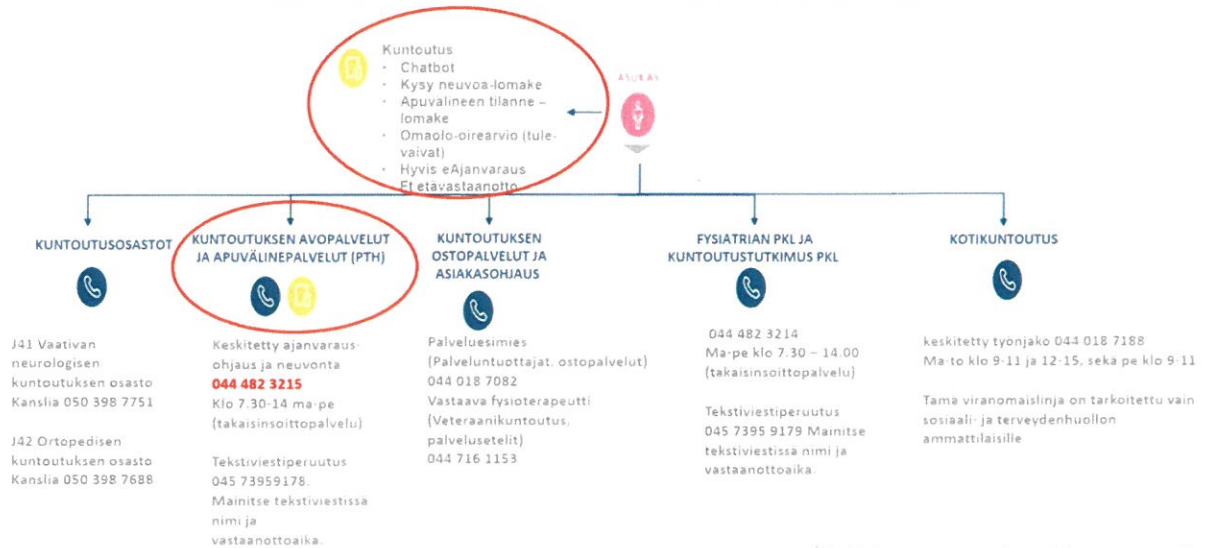 Kuntoutus
• Chatbot
• Kysy neuvoa-lomake
• Apuvälineen tilanne –
lomake
• Omaolo-oirearvio (tule-
vaivat)
• Hyvis eAjanvaraus
Et etävastaanotto
ASUKAS
KUNTOUTUSOSASTOT
J41 Vaativan
neurologisen
kuntoutuksen osasto
Kanslia 050 398 7751
J42 Ortopedisen
kuntoutuksen osasto
Kanslia 050 398 7688
KUNTOUTUKSEN AVOPALVELUT
JA APUVÄLINEPALVELUT (PTH)
Keskitetty ajanvaraus-
ohjaus ja neuvonta
044 482 3215
Klo 7.30-14 ma-pe
(takaisinsoittopalvelu)
Tekstiviestiperuutus
045 73959178.
Mainitse tekstiviestissä
nimi ja
vastaanottoaika.
KUNTOUTUKSEN
OSTOPALVELUT JA
ASIAKASOHJAUS
Palveluesimies
(Palveluntuottajat. ostopalvelut)
044 018 7082
Vastaava fysioterapeutti
(Veteraanikuntoutus,
palvelusetelit)
044 716 1153
FYSIATRIAN PKL JA
KUNTOUTUSTUTKIMUS PKL
044 482 3214
Ma-pe klo 7.30 – 14.00
(takaisinsoittopalvelu)
Tekstiviestiperuutus
045 7395 9179 Mainitse
tekstiviestissä nimi ja
vastaanottoaika.
KOTIKUNTOUTUS
keskitetty työnjako 044 018 7188
Ma-to klo 9-11 ja 12-15, sekä pe klo 9-11
Tämä viranomaislinja on tarkoitettu vain
sosiaali- ja terveydenhuollon
ammattilaisille